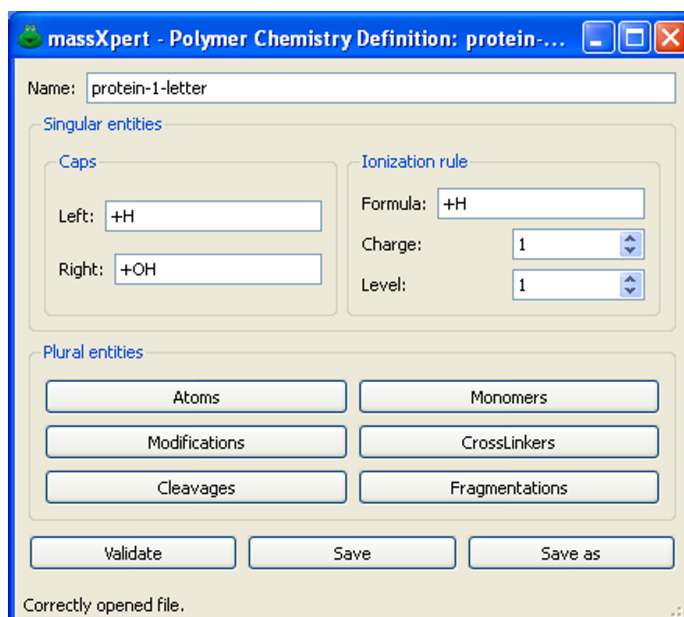 massXpert - Polymer Chemistry Definition: protein-...
Name: protein-1-letter
Singular entities
Caps
Left: +H
Right: +OH
Ionization rule
Formula: +H
Charge: 1
Level: 1
Plural entities
Atoms Monomers
Modifications CrossLinkers
Cleavages Fragmentations
Validate Save Save as
Correctly opened file.